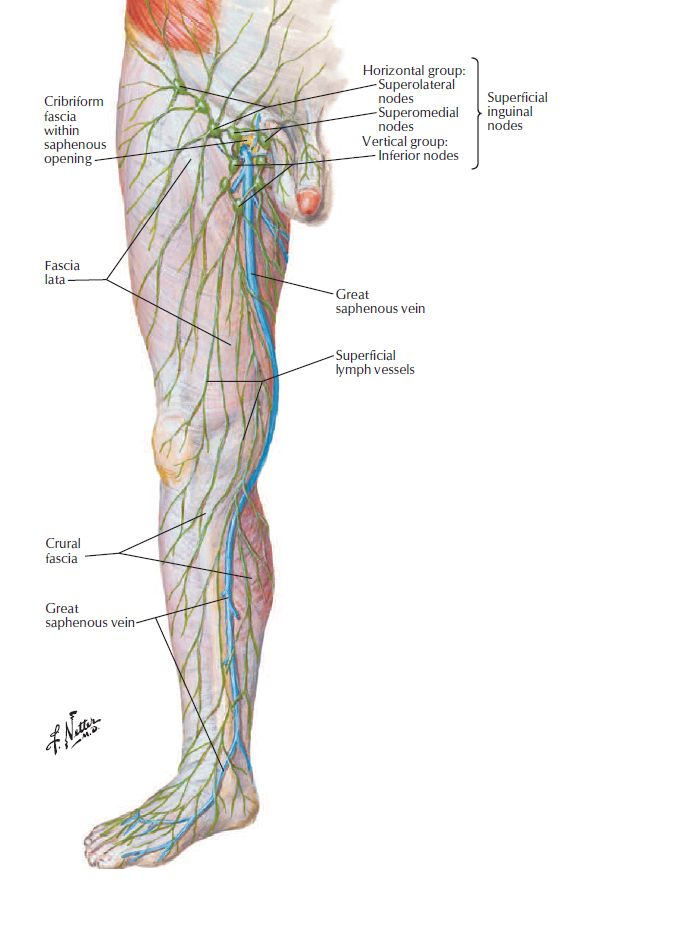 Horizontal group:
Superolateral
nodes
Superomedial
nodes
Vertical group:
Inferior nodes
Superficial
inguinal
nodes
Cribriform
fascia
within
saphenous
opening
Fascia
lata
Great
saphenous vein
Superficial
lymph vessels
Crural
fascia
Great
saphenous vein
F. Netter
M.D.